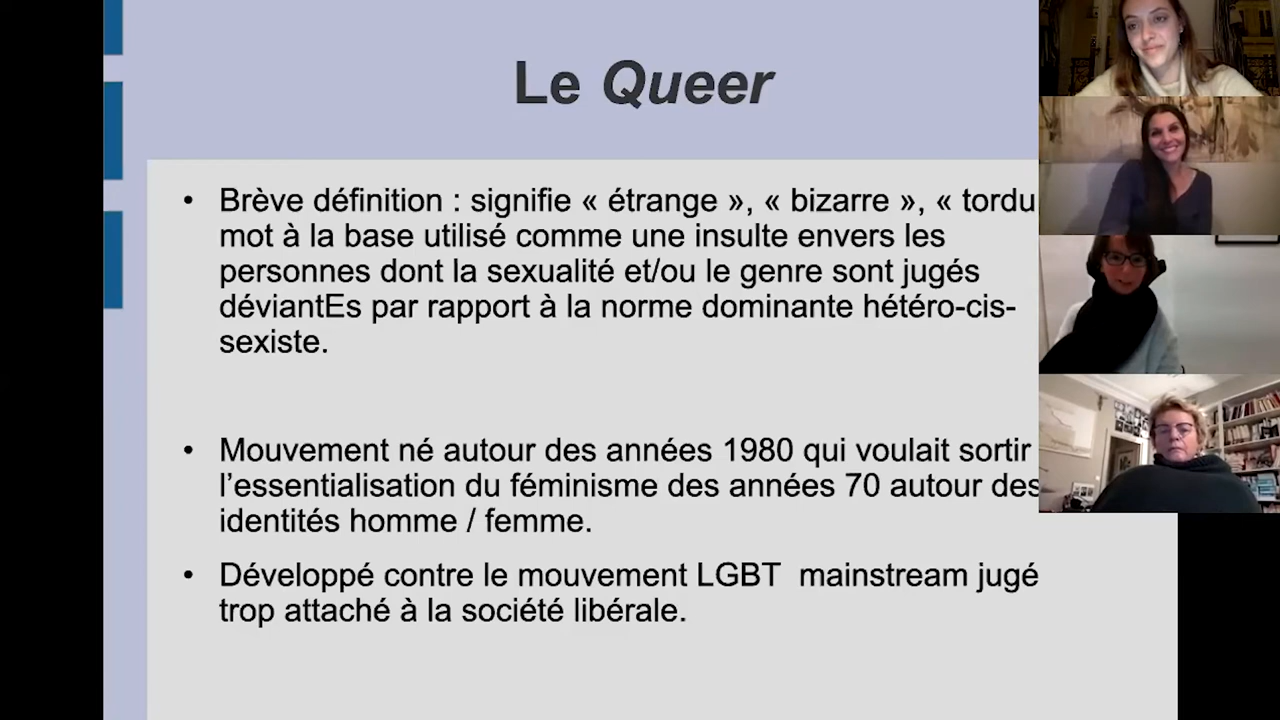 Le Queer
• Brève définition : signifie « étrange », « bizarre », « tordu
mot à la base utilisé comme une insulte envers les
personnes dont la sexualité et/ou le genre sont jugés
déviantEs par rapport à la norme dominante hétéro-cis-
sexiste.
• Mouvement né autour des années 1980 qui voulait sortir
l’essentialisation du féminisme des années 70 autour des
identités homme / femme.
• Développé contre le mouvement LGBT  mainstream jugé
trop attaché à la société libérale.